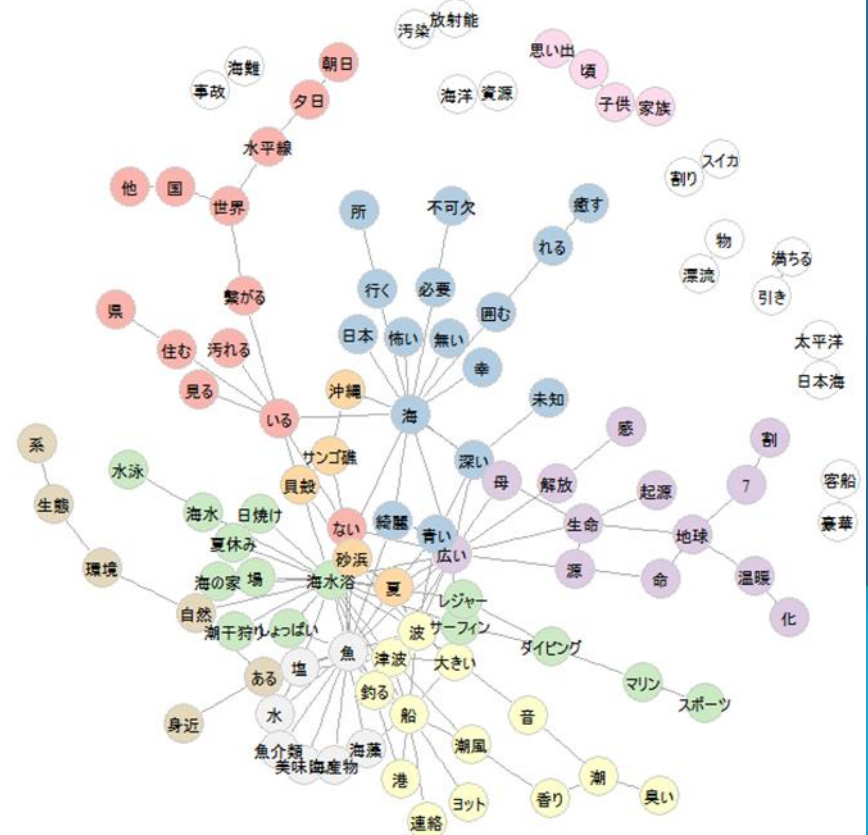 汚染
放射能
思い出
頃
朝日
海難
事故
夕日
海洋
資源
子供
家族
水平線
スイカ
割り
他
国
世界
所
不可欠
癒す
れる
物
漂流
満ちる
引き
繋がる
行く
必要
囲む
県
住む
汚れる
日本
怖い
無い
幸
太平洋
日本海
見る
沖縄
未知
いる
海
感
割
系
水泳
サンゴ礁
深い
母
解放
起源
7
客船
豪華
貝殻
生態
海水
日焼け
夏休み
ない
綺麗
青い
広い
生命
地球
環境
海の家
場
砂浜
海水浴
夏
源
命
温暖
化
自然
潮干狩り
しょっぱい
レジャー
サーフィン
波
ダイビング
魚
津波
大きい
ある
塩
釣る
マリン
スポーツ
身近
水
船
音
魚介類
美味しい
海産物
海藻
潮風
港
ヨット
連絡
香り
潮
臭い